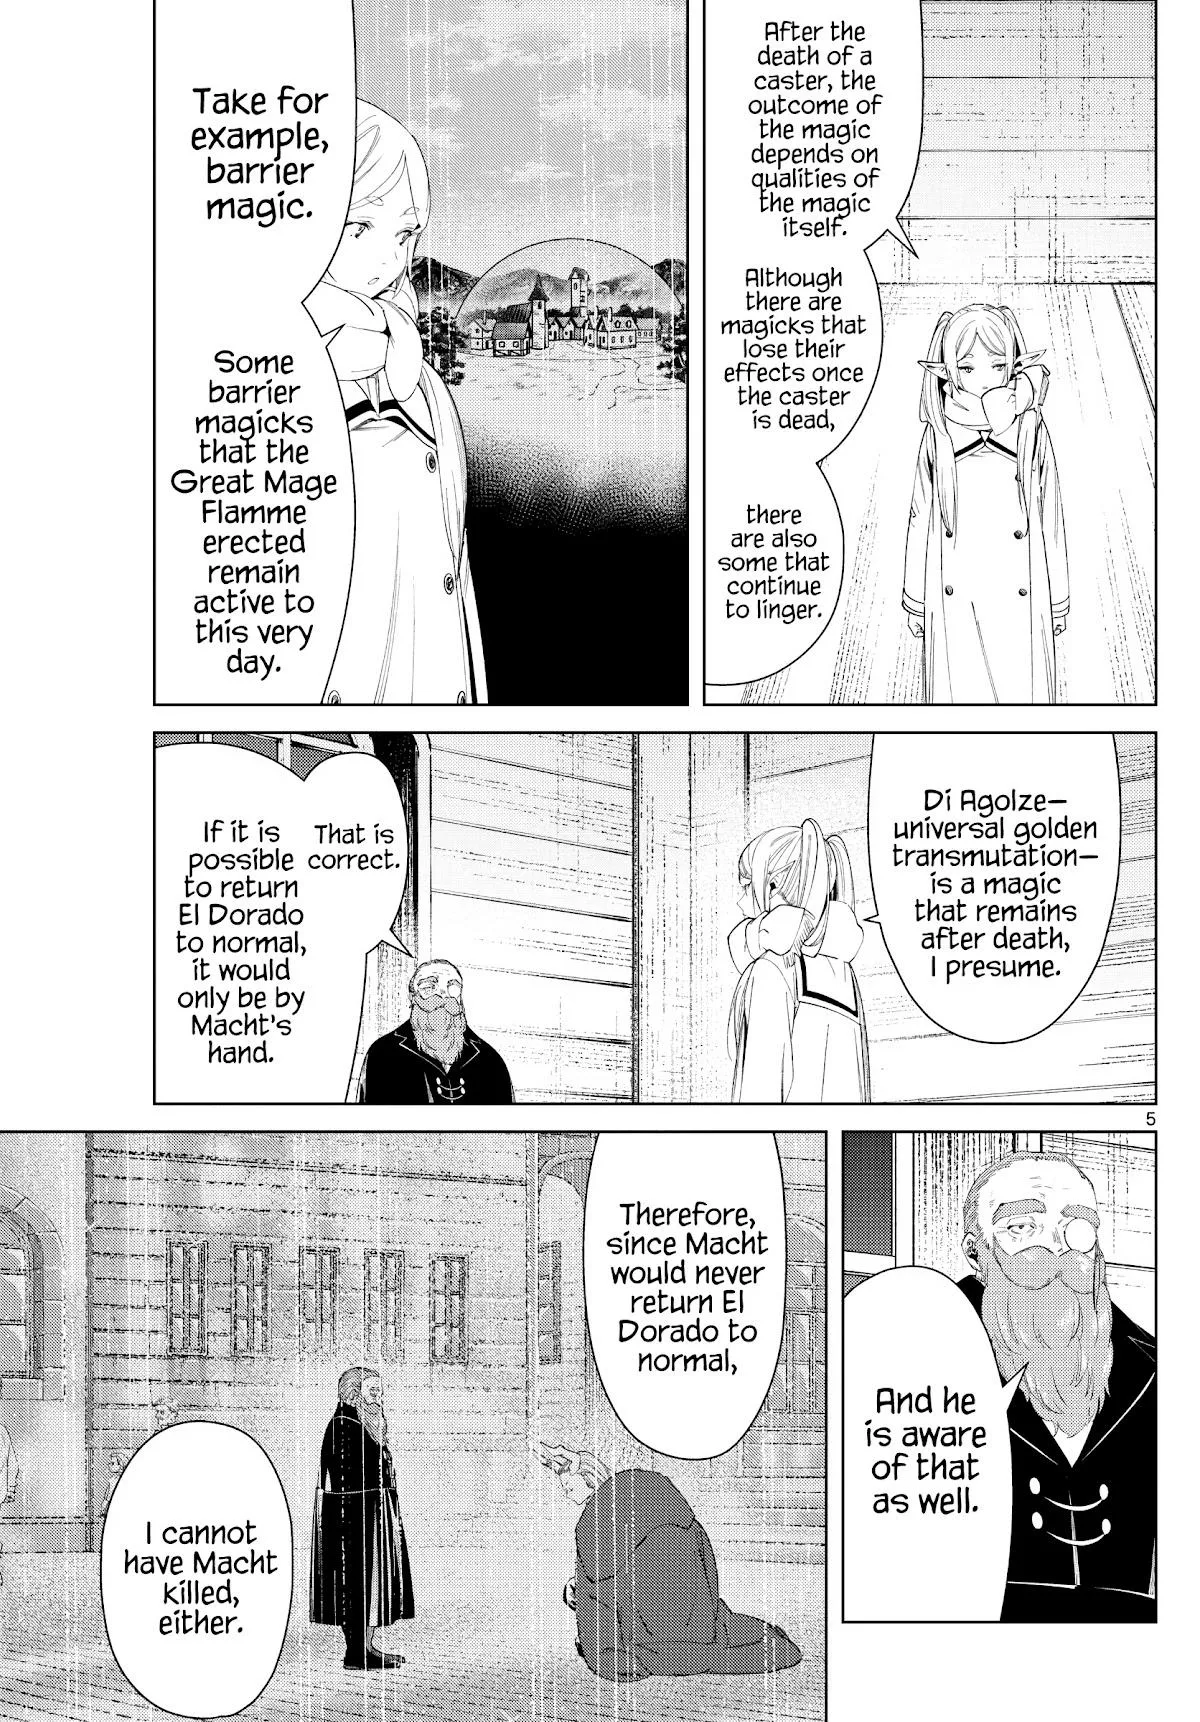 After the
death of a
caster, the
outcome of
the magic
depends on
qualities of
the magic
itself.
Although
there are
magicks that
lose their
effects once
the caster
is dead,
there
are also
some that
continue
to linger.
Take for
example,
barrier
magic.
Some
barrier
magicks
that the
Great Mage
Flamme
erected
remain
active to
this very
day.
Di Agolze—
universal golden
transmutation—
is a magic
that remains
after death,
I presume.
That is
correct.
If it is
possible
to return
El Dorado
to normal,
it would
only be by
Macht's
hand.
5
And he
is aware
of that
as well.
Therefore,
since Macht
would never
return El
Dorado to
normal,
I cannot
have Macht
killed,
either.